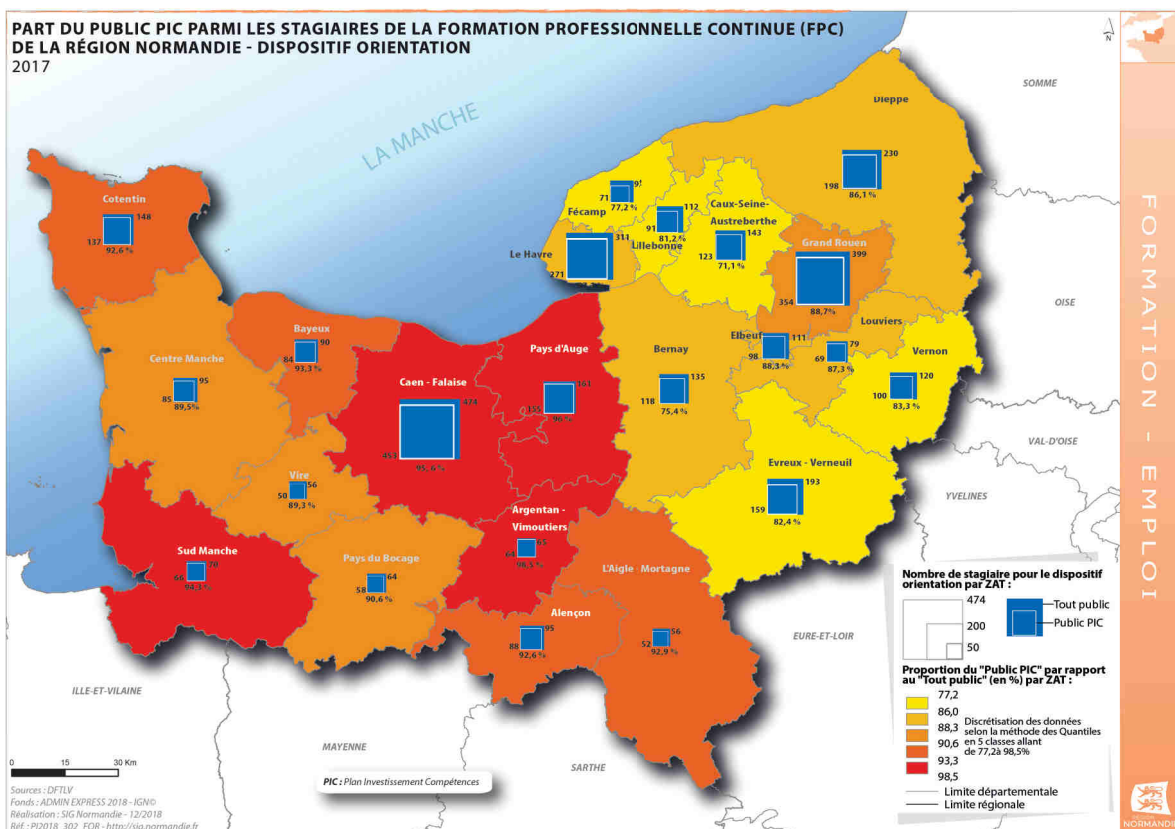 PART DU PUBLIC PIC PARMI LES STAGIAIRES DE LA FORMATION PROFESSIONNELLE CONTINUE (FPC)
DE LA RÉGION NORMANDIE - DISPOSITIF ORIENTATION
2017
N
LA MANCHE
SOMME
OISE
VAL-D'OISE
YVELINES
EURE-ET-LOIR
SARTHE
MAYENNE
ILLE-ET-VILAINE
Dieppe
230
198
86,1 %
Cotentin
148
137
92,6 %
71
77,2 %
Fécamp
112
91
81,2 %
Lillebonne
Caux-Seine-
Austreberthe
143
123
71,1 %
Le Havre
311
271
Grand Rouen
399
354
88,7%
Bayeux
90
84
93,3 %
Centre Manche
95
85
89,5%
Caen - Falaise
474
453
95,6 %
Pays d'Auge
161
155
96 %
Bernay
135
118
75,4 %
Elbeuf
111
98
88,3 %
Louviers
79
69
87,3 %
Vernon
120
100
83,3 %
Evreux - Verneuil
193
159
82,4 %
Vire
56
50
89,3 %
Argentan -
Vimoutiers
65
64
98,5 %
Sud Manche
70
66
94,3 %
Pays du Bocage
64
58
90,6 %
L'Aigle - Mortagne
56
52
92,9 %
Alençon
95
88
92,6 %
Nombre de stagiaire pour le dispositif
orientation par ZAT :
474
200
50
Tout public
Public PIC
Proportion du "Public PIC" par rapport
au "Tout public" (en %) par ZAT :
77,2
86,0
88,3
90,6
93,3
98,5
Discrétisation des données
selon la méthode des Quantiles
en 5 classes allant
de 77,2à 98,5%
Limite départementale
Limite régionale
0 15 30 Km
PIC : Plan Investissement Compétences
Sources : DFTLV
Fonds : ADMIN EXPRESS 2018 - IGN©
Réalisation : SIG Normandie - 12/2018
Réf. : PI2018_302_FOR - http://sig.normandie.fr
FORMATION - EMPLOI
RÉGION
NORMANDIE